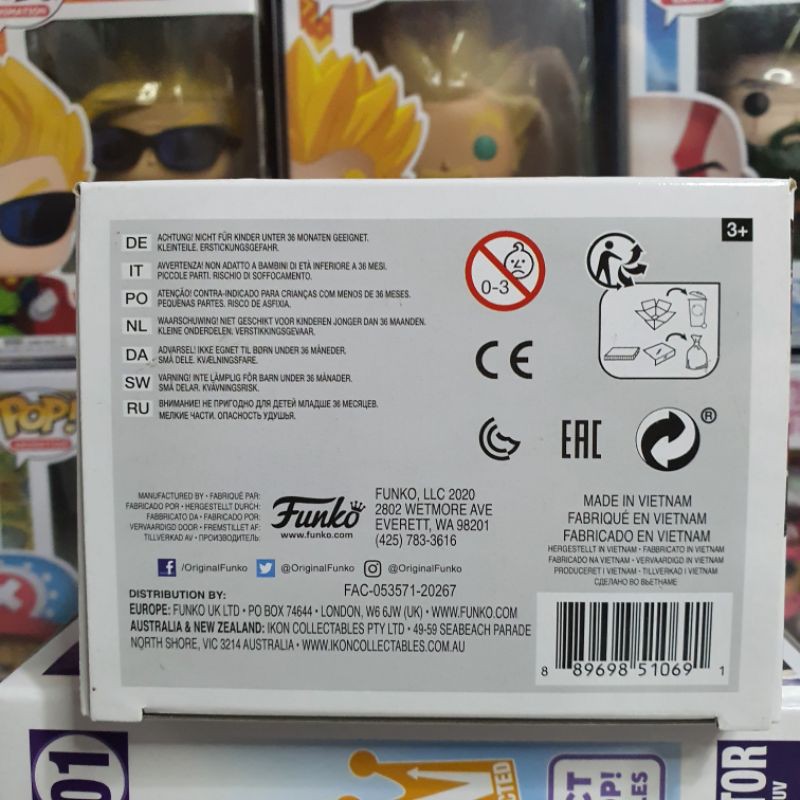 3+
DE ACHTUNG! NICHT FÜR KINDER UNTER 36 MONATEN GEEIGNET.
KLEINTEILE. ERSTICKUNGSGEFAHR.
IT AVVERTENZA! NON ADATTO A BAMBINI DI ETÀ INFERIORE A 36 MESI.
PICCOLE PARTI. RISCHIO DI SOFFOCAMENTO.
PO ATENÇÃO! CONTRA-INDICADO PARA CRIANÇAS COM MENOS DE 36 MESES.
PEQUENAS PARTES. RISCO DE ASFIXIA.
NL WAARSCHUWING! NIET GESCHIKT VOOR KINDEREN JONGER DAN 36 MAANDEN.
KLEINE ONDERDELEN. VERSTIKKINGSGEVAAR.
DA ADVARSEL! IKKE EGNET TIL BØRN UNDER 36 MÅNEDER.
SMÅ DELE. KVÆLNINGSFARE.
SW VARNING! INTE LÄMPLIG FÖR BARN UNDER 36 MÅNADER.
SMÅ DELAR. KVÄVNINGSRISK.
RU ВНИМАНИЕ! НЕ ПРИГОДНО ДЛЯ ДЕТЕЙ МЛАДШЕ 36 МЕСЯЦЕВ.
МЕЛКИЕ ЧАСТИ. ОПАСНОСТЬ УДУШЬЯ.
0-3
CE
EAC
®
MANUFACTURED BY • FABRIQUÉ PAR:
FABRICADO POR • HERGESTELLT DURCH:
FABBRICATO DA • FABRICADO POR:
VERVAARDIGD DOOR • FREMSTILLET AF:
TILLVERKAD AV • ПРОИЗВОДИТЕЛЬ:
Funko
www.funko.com
FUNKO, LLC 2020
2802 WETMORE AVE
EVERETT, WA 98201
(425) 783-3616
MADE IN VIETNAM
FABRIQUÉ EN VIETNAM
FABRICADO EN VIETNAM
HERGESTELLT IN VIETNAM • FABBRICATO IN VIETNAM
FABRICADO NA VIETNAM • VERVAARDIGD IN VIETNAM
PRODUCERET I VIETNAM • TILLVERKAD I VIETNAM
СДЕЛАНО ВО ВЬЕТНАМЕ
/OriginalFunko @OriginalFunko @OriginalFunko
FAC-053571-20267
DISTRIBUTION BY:
EUROPE: FUNKO UK LTD • PO BOX 74644 • LONDON, W6 6JW (UK) • WWW.FUNKO.COM
AUSTRALIA & NEW ZEALAND: IKON COLLECTABLES PTY LTD • 49-59 SEABEACH PARADE
NORTH SHORE, VIC 3214 AUSTRALIA • WWW.IKONCOLLECTABLES.COM.AU
8 89698 51069 1
POP!
01
POP!
TOR